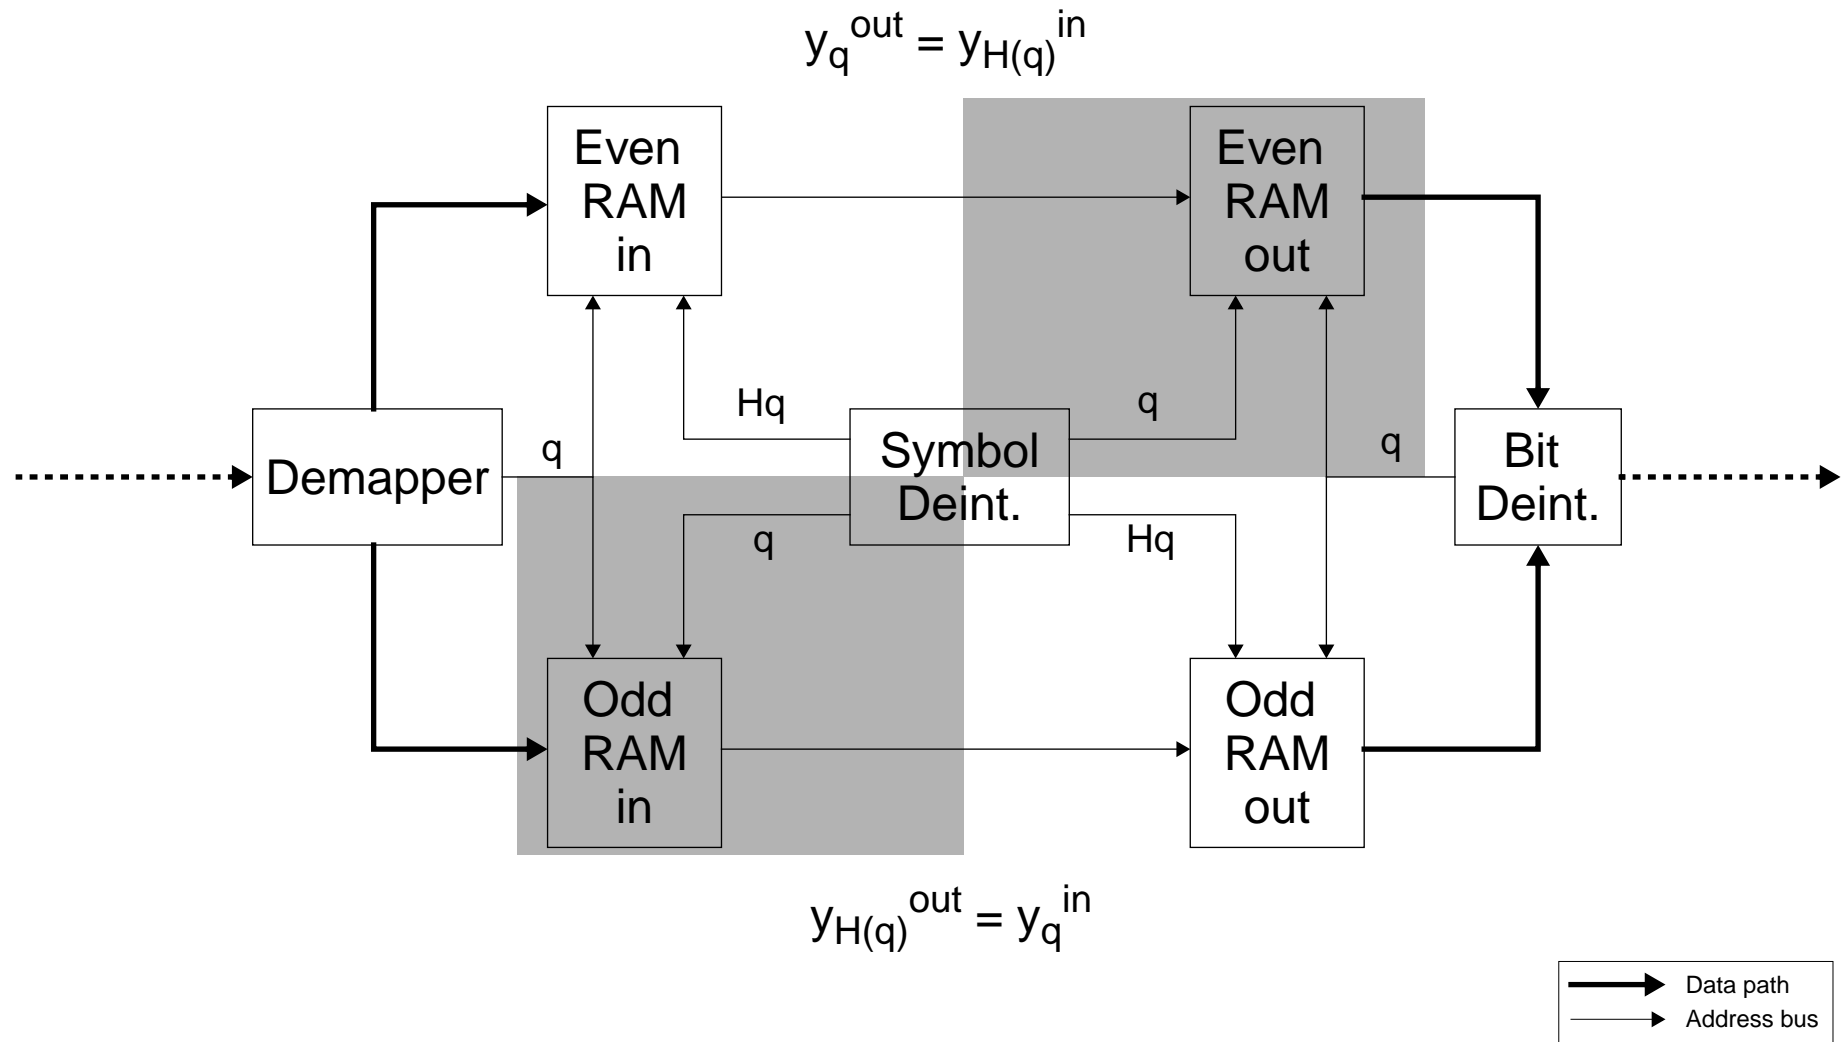 y_q^out = y_H(q)^in
Even
RAM
in
Even
RAM
out
Hq
q
Demapper
q
Symbol
Deint.
q
Bit
Deint.
q
Hq
Odd
RAM
in
Odd
RAM
out
y_H(q)^out = y_q^in
Data path
Address bus